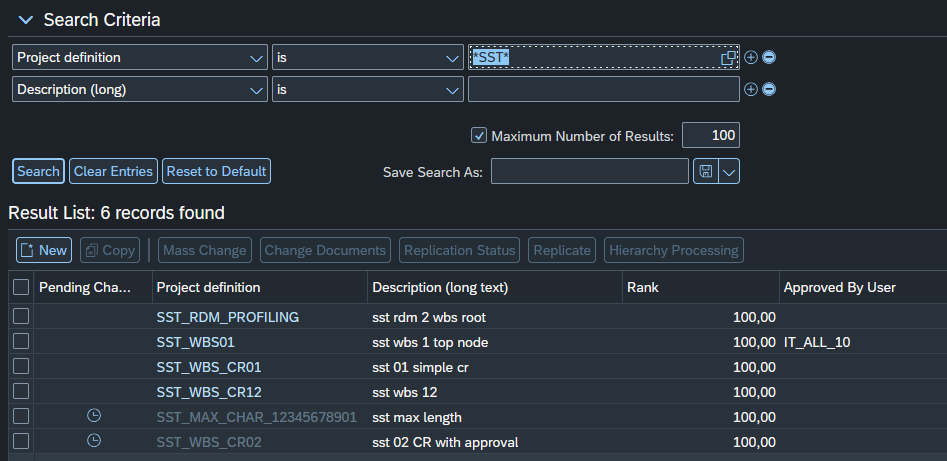 Search Criteria
Project definition is *SST*
Description (long) is
Maximum Number of Results: 100
Search Clear Entries Reset to Default Save Search As:
Result List: 6 records found
New Copy Mass Change Change Documents Replication Status Replicate Hierarchy Processing
Pending Cha... Project definition Description (long text) Rank Approved By User
SST_RDM_PROFILING sst rdm 2 wbs root 100,00
SST_WBS01 sst wbs 1 top node 100,00 IT_ALL_10
SST_WBS_CR01 sst 01 simple cr 100,00
SST_WBS_CR12 sst wbs 12 100,00
SST_MAX_CHAR_12345678901 sst max length 100,00
SST_WBS_CR02 sst 02 CR with approval 100,00